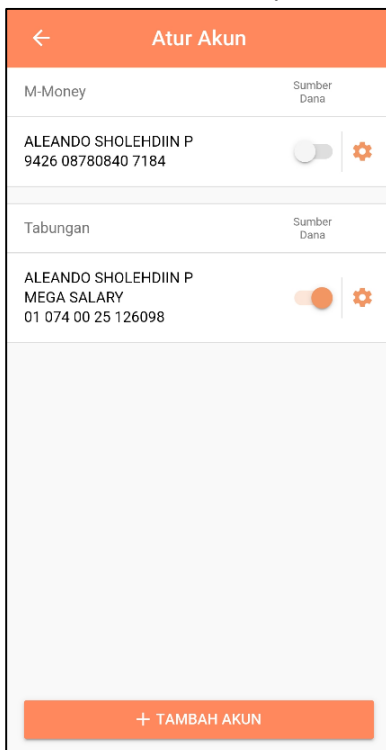 Atur Akun
M-Money
Sumber
Dana
ALEANDO SHOLEHDIIN P
9426 08780840 7184
Tabungan
Sumber
Dana
ALEANDO SHOLEHDIIN P
MEGA SALARY
01 074 00 25 126098
+ TAMBAH AKUN